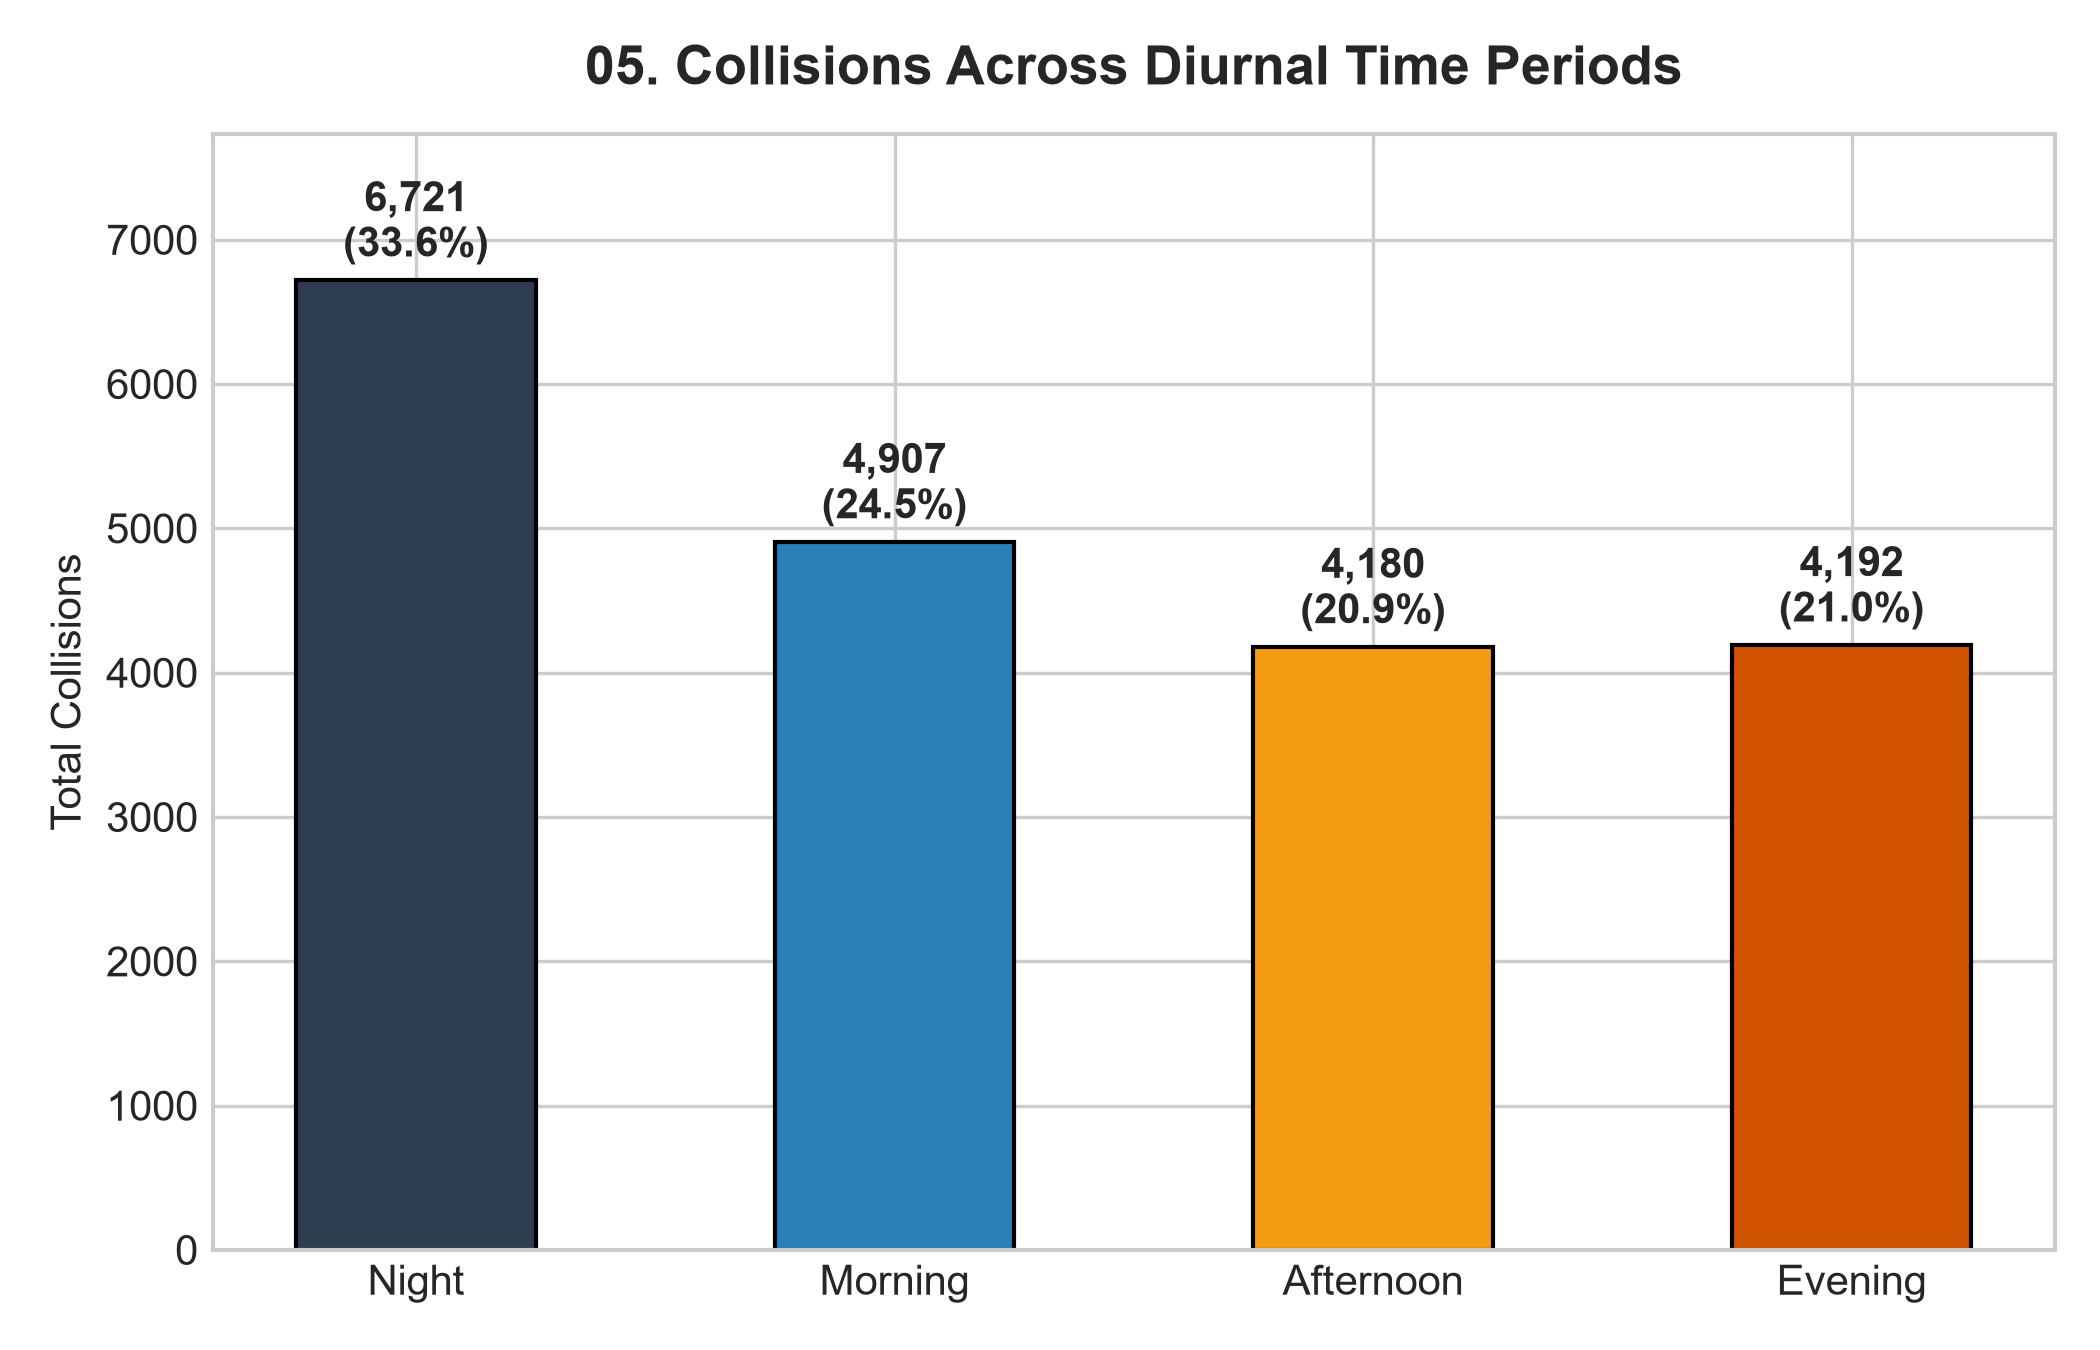 05. Collisions Across Diurnal Time Periods
Total Collisions
7000
6000
5000
4000
3000
2000
1000
0
6,721
(33.6%)
4,907
(24.5%)
4,180
(20.9%)
4,192
(21.0%)
Night
Morning
Afternoon
Evening